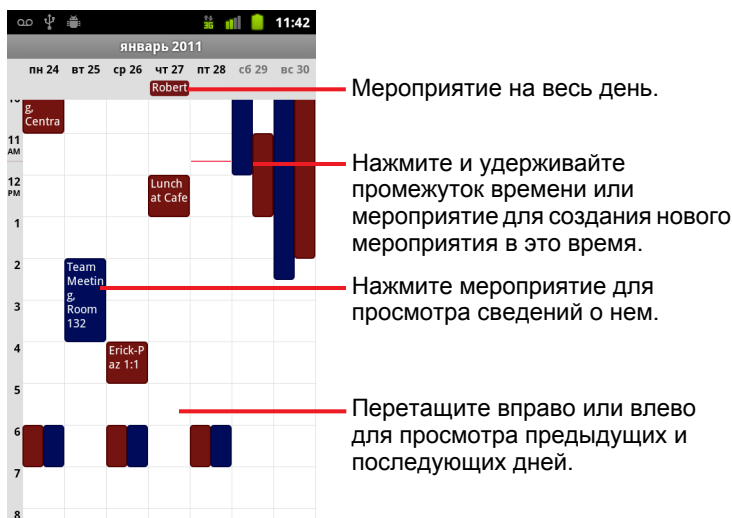 3G 11:42
январь 2011
пн 24 вт 25 ср 26 чт 27 пт 28 сб 29 вс 30
Robert
Мероприятие на весь день.
10
g,
Centra
11
AM
12
PM
Lunch
at Cafe
Нажмите и удерживайте
промежуток времени или
мероприятие для создания нового
мероприятия в это время.
1
2
Team
Meetin
g,
Room
132
Нажмите мероприятие для
просмотра сведений о нем.
3
4
Erick-P
az 1:1
5
Перетащите вправо или влево
для просмотра предыдущих и
последующих дней.
6
7
8